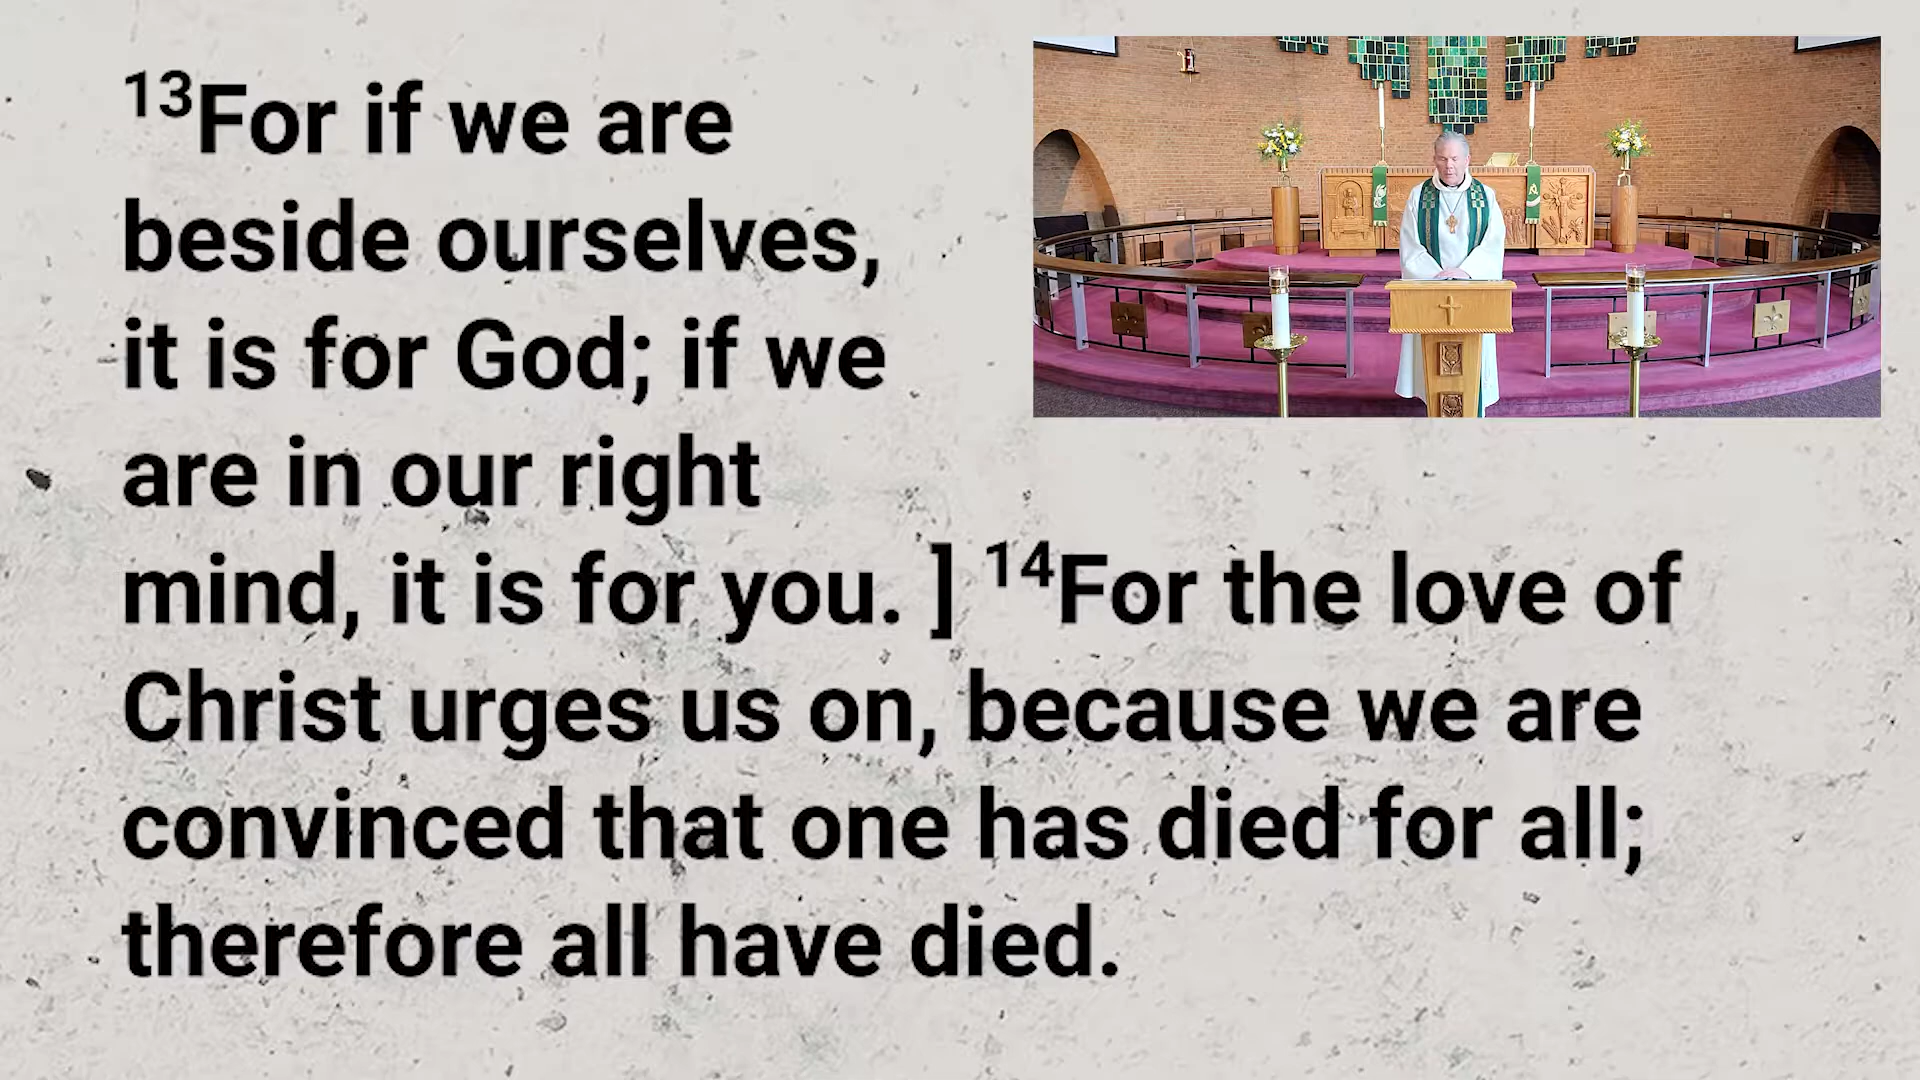 13For if we are
beside ourselves,
it is for God; if we
are in our right
mind, it is for you. ] 14For the love of
Christ urges us on, because we are
convinced that one has died for all;
therefore all have died.